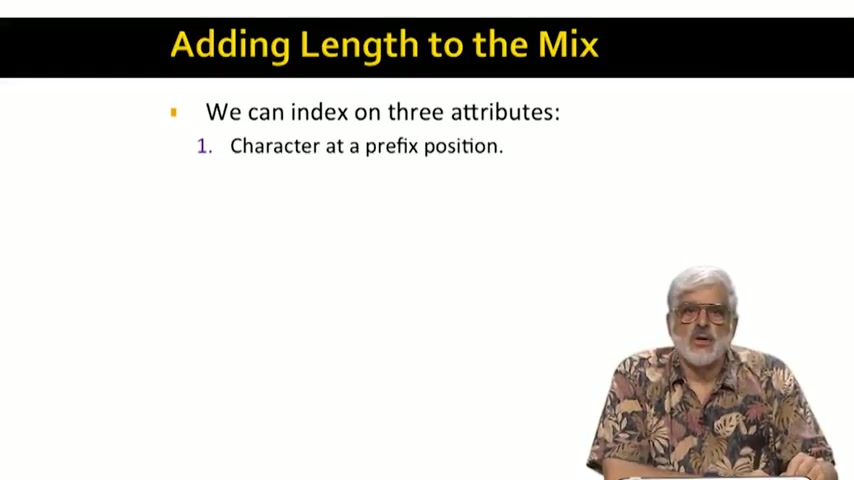 Adding Length to the Mix
We can index on three attributes:
1. Character at a prefix position.